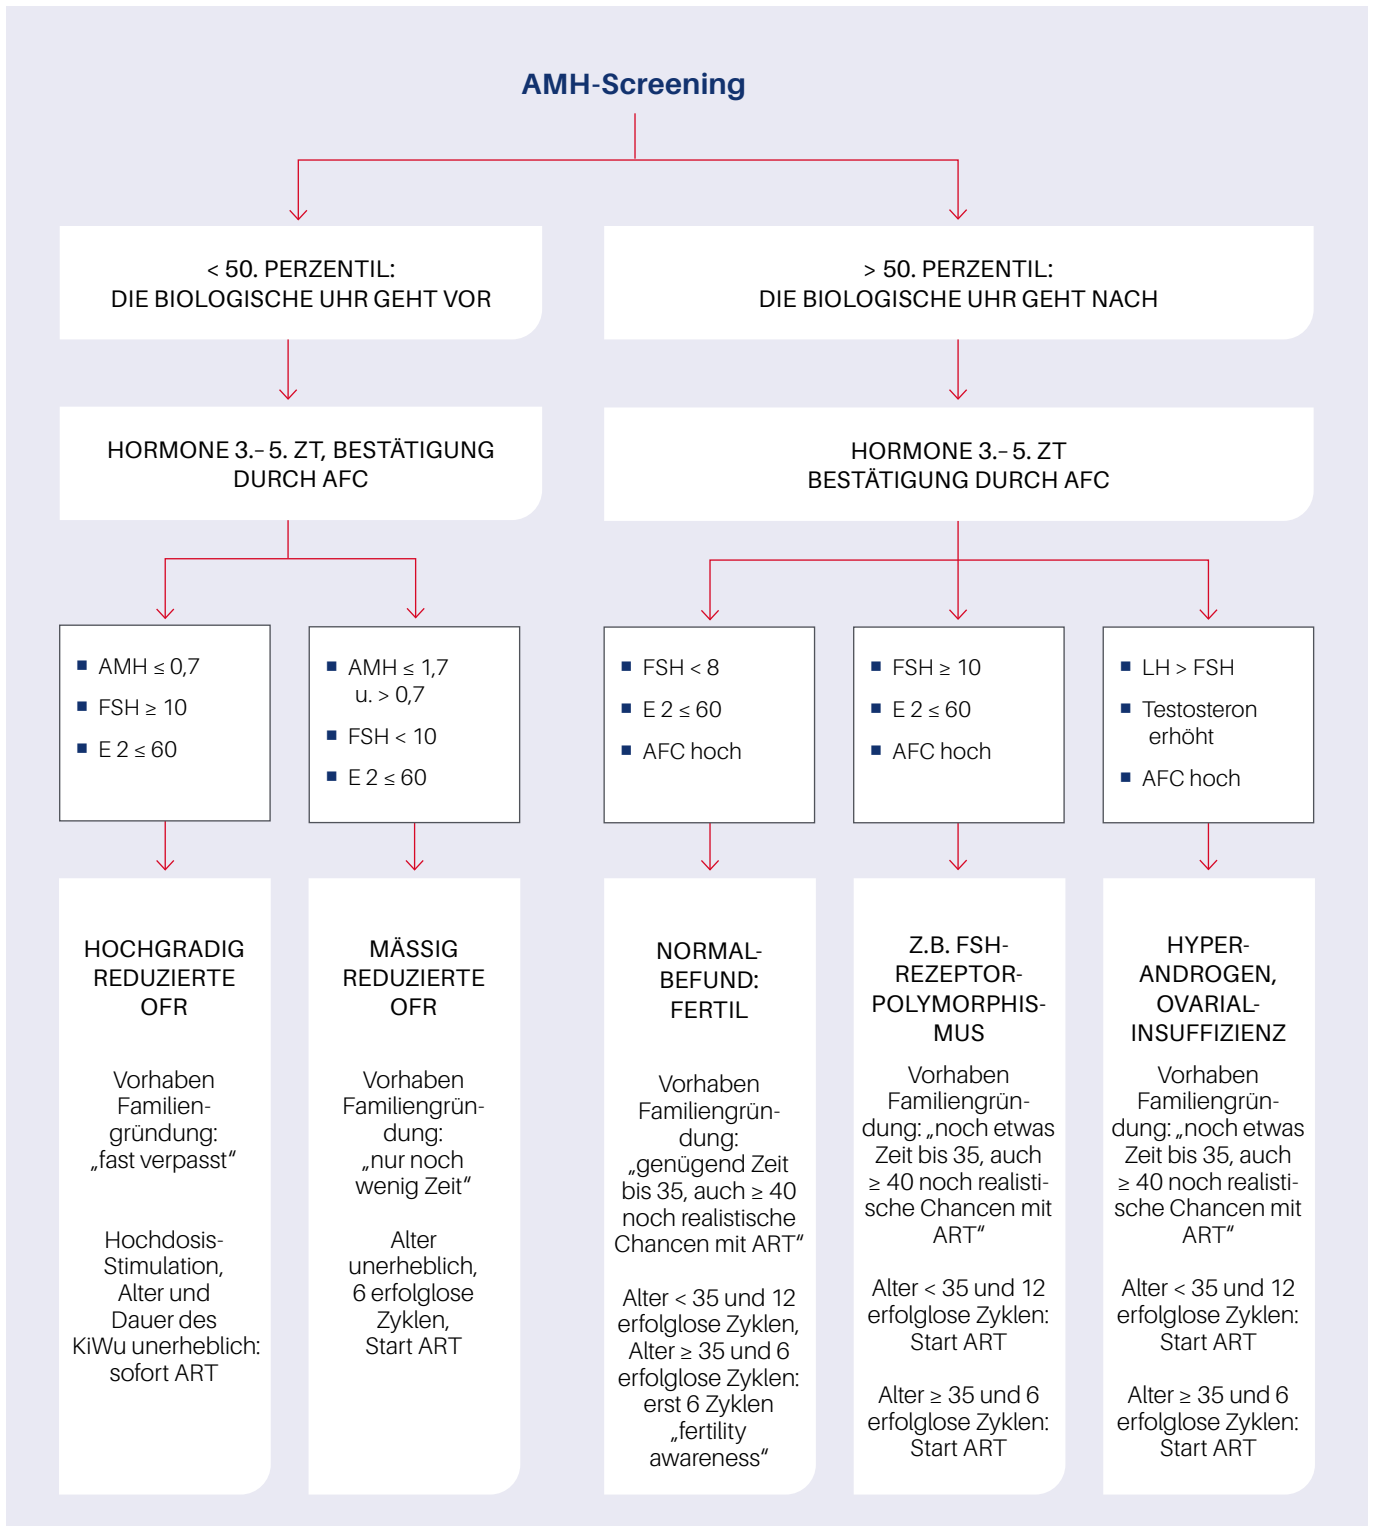 AMH-Screening
< 50. PERZENTIL:
DIE BIOLOGISCHE UHR GEHT VOR
> 50. PERZENTIL:
DIE BIOLOGISCHE UHR GEHT NACH
HORMONE 3.–5. ZT, BESTÄTIGUNG
DURCH AFC
HORMONE 3.–5. ZT
BESTÄTIGUNG DURCH AFC
AMH ≤ 0,7
FSH ≥ 10
E 2 ≤ 60
AMH ≤ 1,7
u. > 0,7
FSH < 10
E 2 ≤ 60
FSH < 8
E 2 ≤ 60
AFC hoch
FSH ≥ 10
E 2 ≤ 60
AFC hoch
LH > FSH
Testosteron
erhöht
AFC hoch
HOCHGRADIG
REDUZIERTE
OFR
Vorhaben
Familien-
gründung:
„fast verpasst“
Hochdosis-
Stimulation,
Alter und
Dauer des
KiWu unerheblich:
sofort ART
MÄSSIG
REDUZIERTE
OFR
Vorhaben
Familiengrün-
dung:
„nur noch
wenig Zeit“
Alter
unerheblich,
6 erfolglose
Zyklen,
Start ART
NORMAL-
BEFUND:
FERTIL
Vorhaben
Familiengrün-
dung:
„genügend Zeit
bis 35, auch ≥ 40
noch realistische
Chancen mit ART“
Alter < 35 und 12
erfolglose Zyklen,
Alter ≥ 35 und 6
erfolglose Zyklen:
erst 6 Zyklen
„fertility
awareness“
Z.B. FSH-
REZEPTOR-
POLYMORPHIS-
MUS
Vorhaben
Familiengrün-
dung: „noch etwas
Zeit bis 35, auch
≥ 40 noch realisti-
sche Chancen mit
ART“
Alter < 35 und 12
erfolglose Zyklen:
Start ART
Alter ≥ 35 und 6
erfolglose Zyklen:
Start ART
HYPER-
ANDROGEN,
OVARIAL-
INSUFFIZIENZ
Vorhaben
Familiengrün-
dung: „noch etwas
Zeit bis 35, auch
≥ 40 noch realisti-
sche Chancen mit
ART“
Alter < 35 und 12
erfolglose Zyklen:
Start ART
Alter ≥ 35 und 6
erfolglose Zyklen:
Start ART